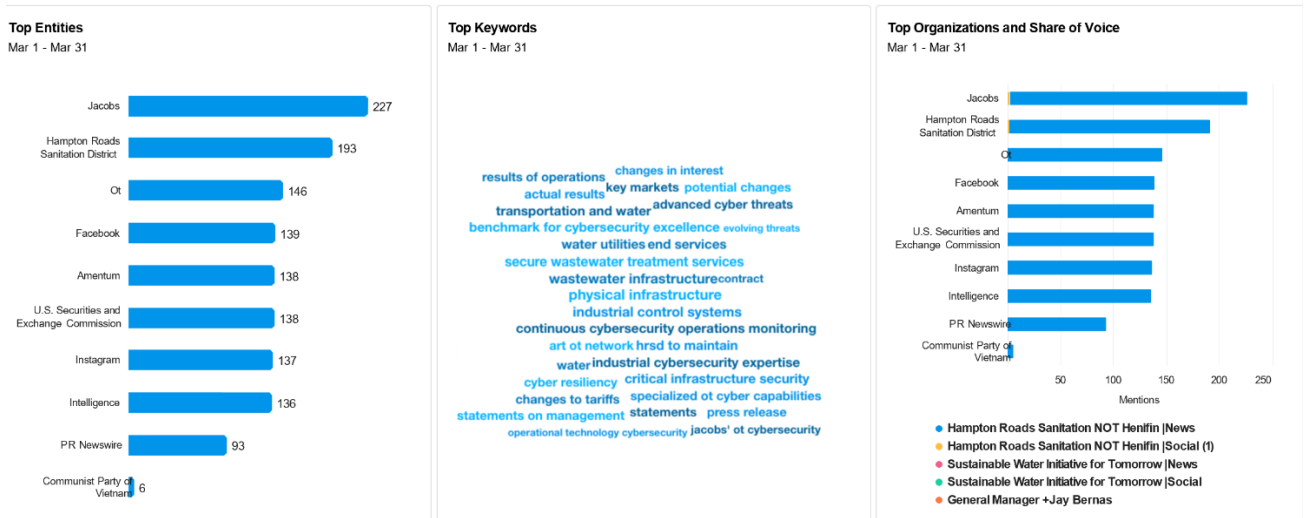 Top Entities
Mar 1 - Mar 31
Jacobs
227
Hampton Roads
Sanitation District
193
Ot
146
Facebook
139
Amentum
138
U.S. Securities and
Exchange Commission
138
Instagram
137
Intelligence
136
PR Newswire
93
Communist Party of
Vietnam
6
Top Keywords
Mar 1 - Mar 31
changes in interest
results of operations
key markets
potential changes
actual results
advanced cyber threats
transportation and water
benchmark for cybersecurity excellence
evolving threats
water utilities
end services
secure wastewater treatment services
wastewater infrastructure
contract
physical infrastructure
industrial control systems
continuous cybersecurity operations monitoring
art ot network
hrsd to maintain
water
industrial cybersecurity expertise
cyber resiliency
critical infrastructure security
changes to tariffs
specialized ot cyber capabilities
statements on management
statements
press release
operational technology cybersecurity
jacobs' ot cybersecurity
Top Organizations and Share of Voice
Mar 1 - Mar 31
Jacobs
Hampton Roads
Sanitation District
Ot
Facebook
Amentum
U.S. Securities and
Exchange Commission
Instagram
Intelligence
PR Newswire
Communist Party of
Vietnam
50 100 150 200 250
Mentions
Hampton Roads Sanitation NOT Henifin |News
Hampton Roads Sanitation NOT Henifin |Social (1)
Sustainable Water Initiative for Tomorrow |News
Sustainable Water Initiative for Tomorrow |Social
General Manager +Jay Bernas